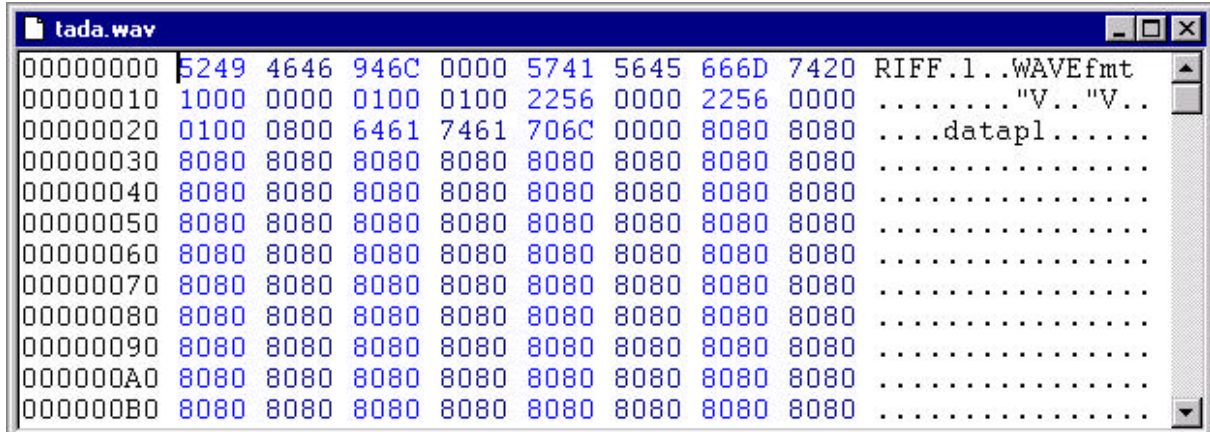 tada.wav
00000000 5249 4646 946C 0000 5741 5645 666D 7420 RIFF.l..WAVEfmt
00000010 1000 0000 0100 0100 2256 0000 2256 0000 ........"V.."V..
00000020 0100 0800 6461 7461 706C 0000 8080 8080 ....datapl......
00000030 8080 8080 8080 8080 8080 8080 8080 8080 ................
00000040 8080 8080 8080 8080 8080 8080 8080 8080 ................
00000050 8080 8080 8080 8080 8080 8080 8080 8080 ................
00000060 8080 8080 8080 8080 8080 8080 8080 8080 ................
00000070 8080 8080 8080 8080 8080 8080 8080 8080 ................
00000080 8080 8080 8080 8080 8080 8080 8080 8080 ................
00000090 8080 8080 8080 8080 8080 8080 8080 8080 ................
000000A0 8080 8080 8080 8080 8080 8080 8080 8080 ................
000000B0 8080 8080 8080 8080 8080 8080 8080 8080 ................